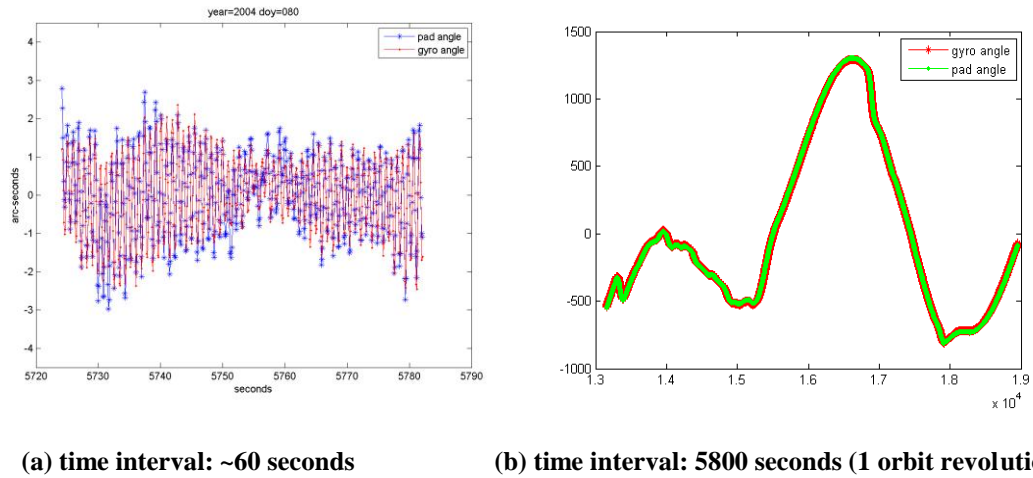 year=2004 doy=080
pad angle
gyro angle
4
3
2
1
0
-1
-2
-3
-4
arc-seconds
5720 5730 5740 5750 5760 5770 5780 5790
seconds
1500
1000
500
0
-500
-1000
gyro angle
pad angle
1.3 1.4 1.5 1.6 1.7 1.8 1.9
x 10^4
(a) time interval: ~60 seconds
(b) time interval: 5800 seconds (1 orbit revolutio